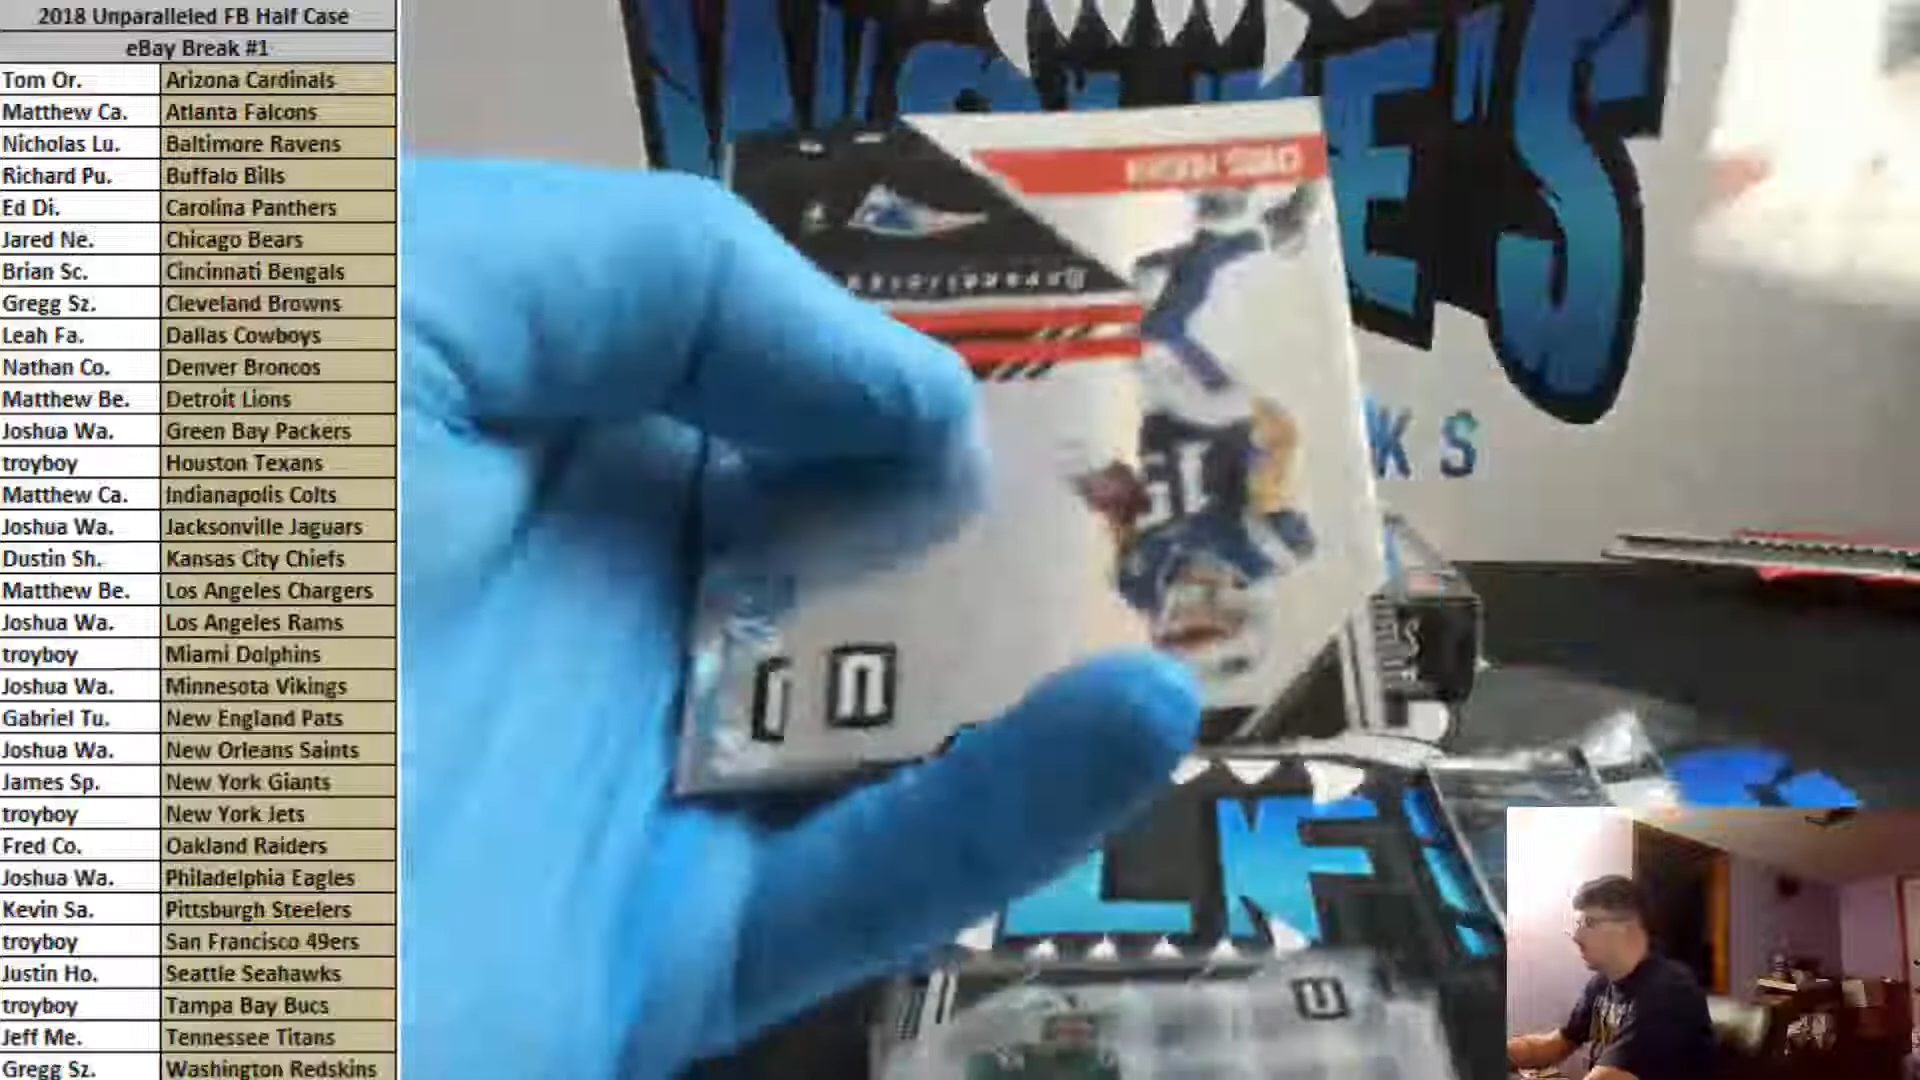 2018 Unparalleled FB Half Case
eBay Break #1
Tom Or. Arizona Cardinals
Matthew Ca. Atlanta Falcons
Nicholas Lu. Baltimore Ravens
Richard Pu. Buffalo Bills
Ed Di. Carolina Panthers
Jared Ne. Chicago Bears
Brian Sc. Cincinnati Bengals
Gregg Sz. Cleveland Browns
Leah Fa. Dallas Cowboys
Nathan Co. Denver Broncos
Matthew Be. Detroit Lions
Joshua Wa. Green Bay Packers
troyboy Houston Texans
Matthew Ca. Indianapolis Colts
Joshua Wa. Jacksonville Jaguars
Dustin Sh. Kansas City Chiefs
Matthew Be. Los Angeles Chargers
Joshua Wa. Los Angeles Rams
troyboy Miami Dolphins
Joshua Wa. Minnesota Vikings
Gabriel Tu. New England Pats
Joshua Wa. New Orleans Saints
James Sp. New York Giants
troyboy New York Jets
Fred Co. Oakland Raiders
Joshua Wa. Philadelphia Eagles
Kevin Sa. Pittsburgh Steelers
troyboy San Francisco 49ers
Justin Ho. Seattle Seahawks
troyboy Tampa Bay Bucs
Jeff Me. Tennessee Titans
Gregg Sz. Washington Redskins